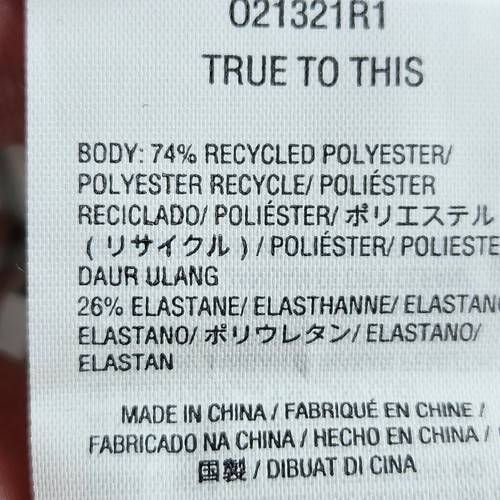 O21321R1
TRUE TO THIS
BODY: 74% RECYCLED POLYESTER/
POLYESTER RECYCLE/ POLIÉSTER
RECICLADO/ POLIÉSTER/ ポリエステル
( リサイクル ) / POLIÉSTER/ POLIESTE
DAUR ULANG
26% ELASTANE/ ELASTHANNE/ ELASTAN
ELASTANO/ ポリウレタン/ ELASTANO/
ELASTAN
MADE IN CHINA / FABRIQUÉ EN CHINE /
FABRICADO NA CHINA / HECHO EN CHINA /
国製 / DIBUAT DI CINA